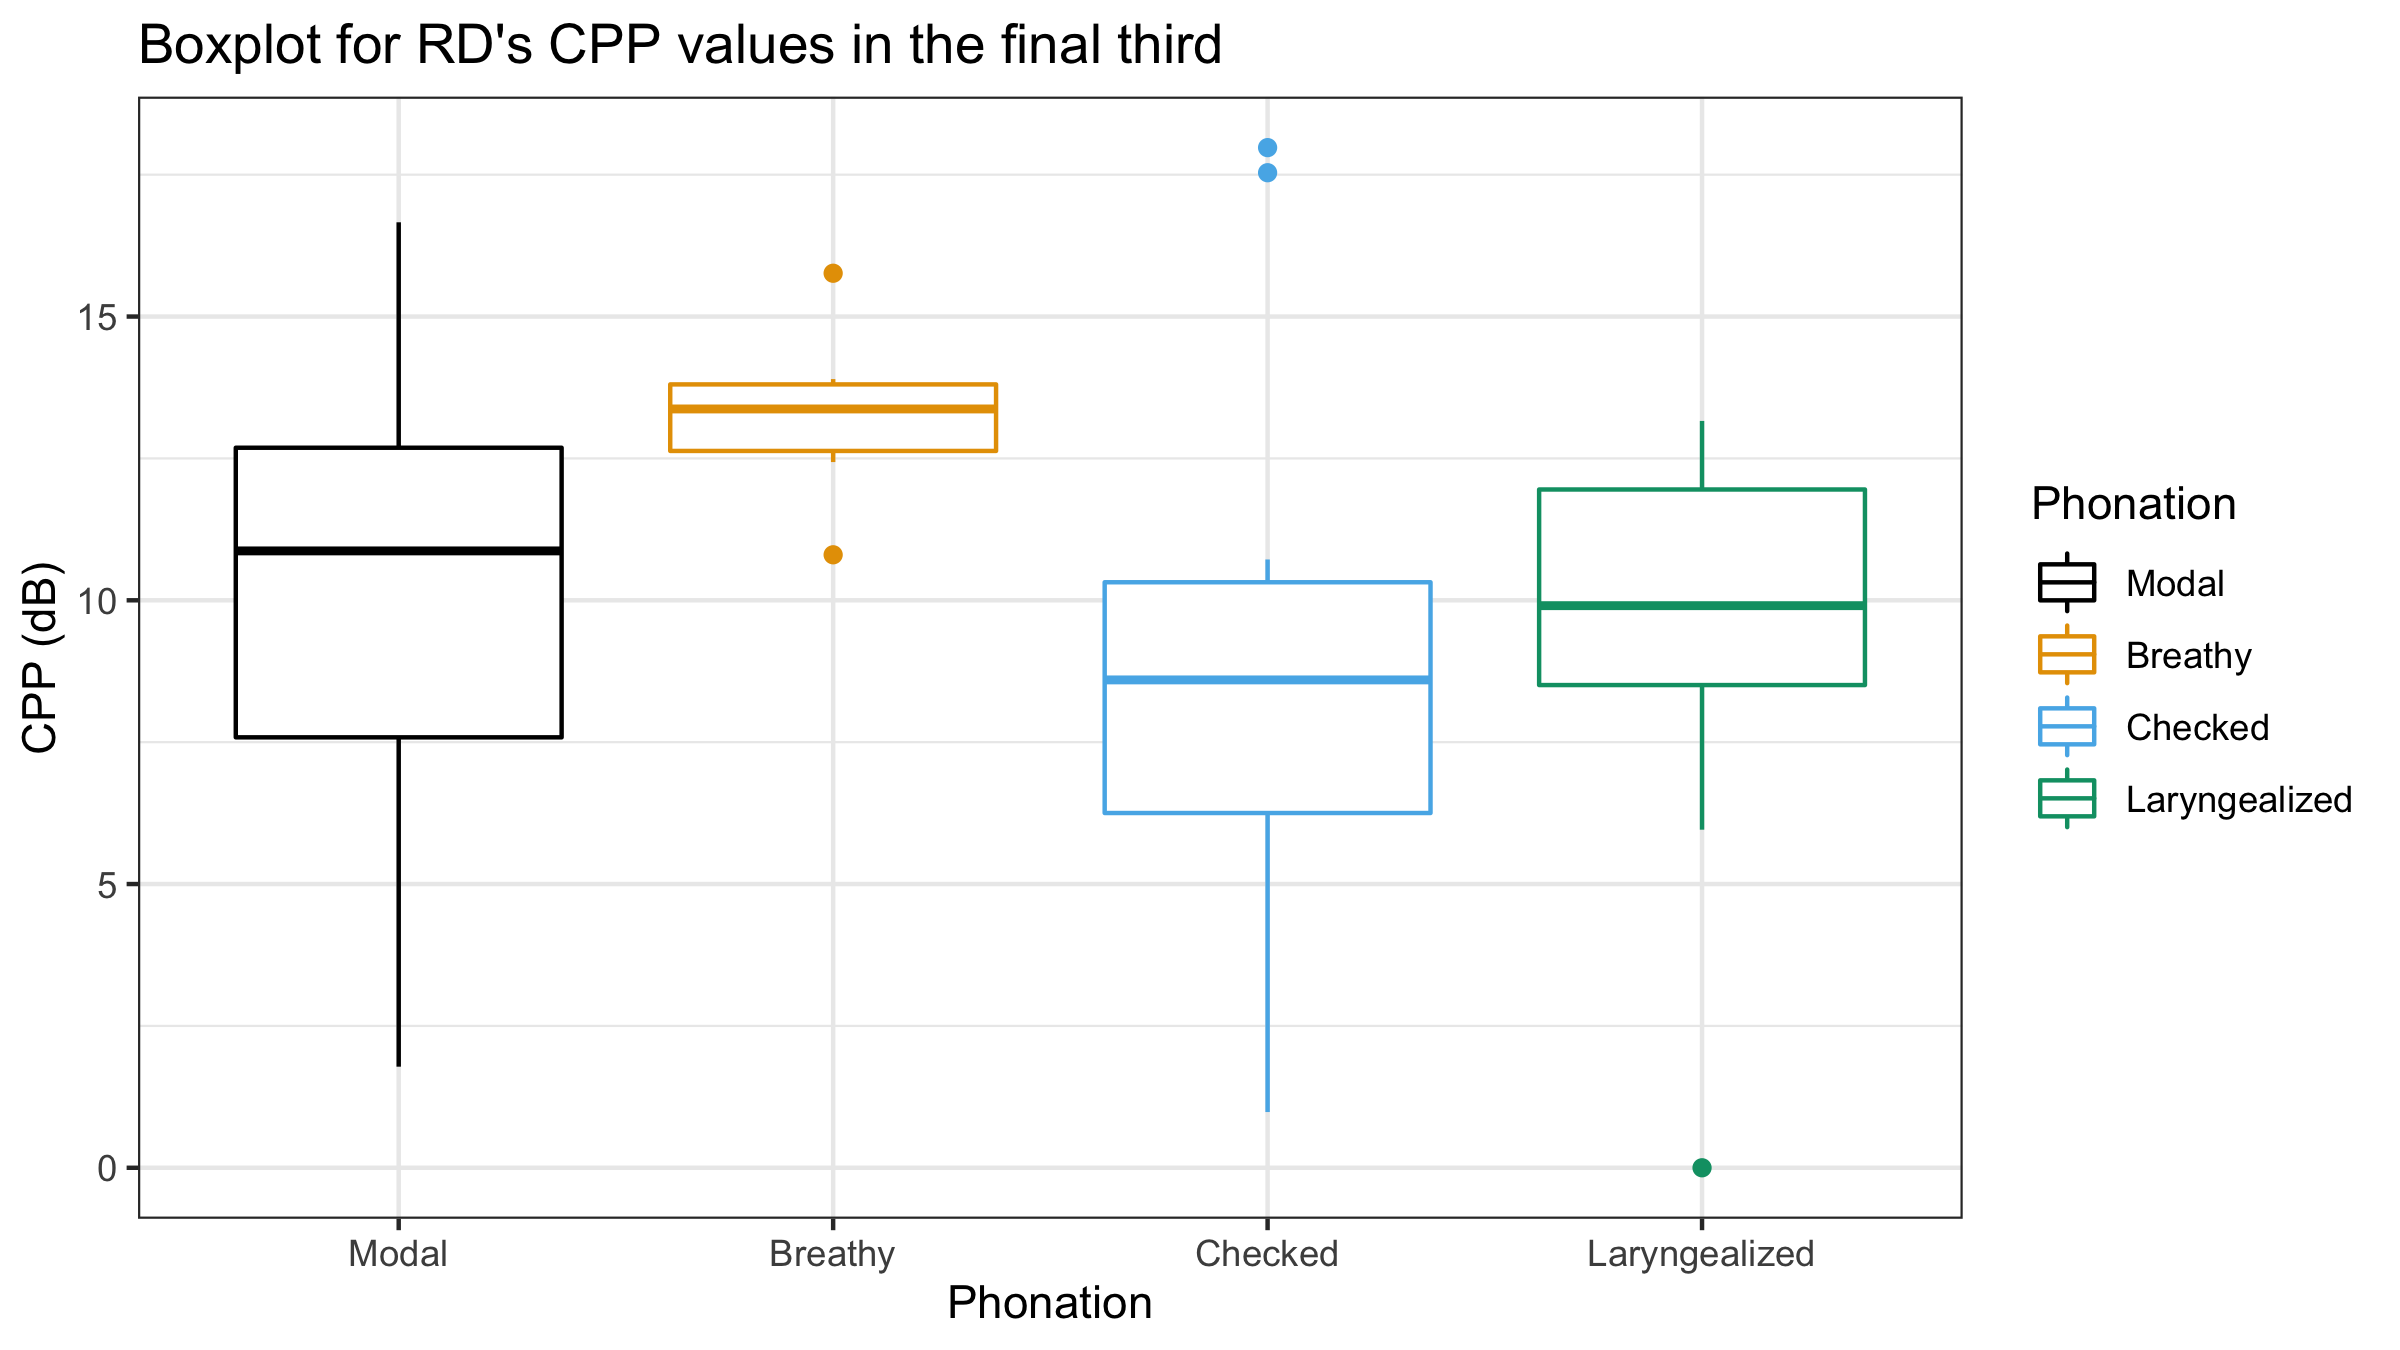 Boxplot for RD's CPP values in the final third
CPP (dB)
15
10
5
0
Modal
Breathy
Checked
Laryngealized
Phonation
Phonation
Modal
Breathy
Checked
Laryngealized